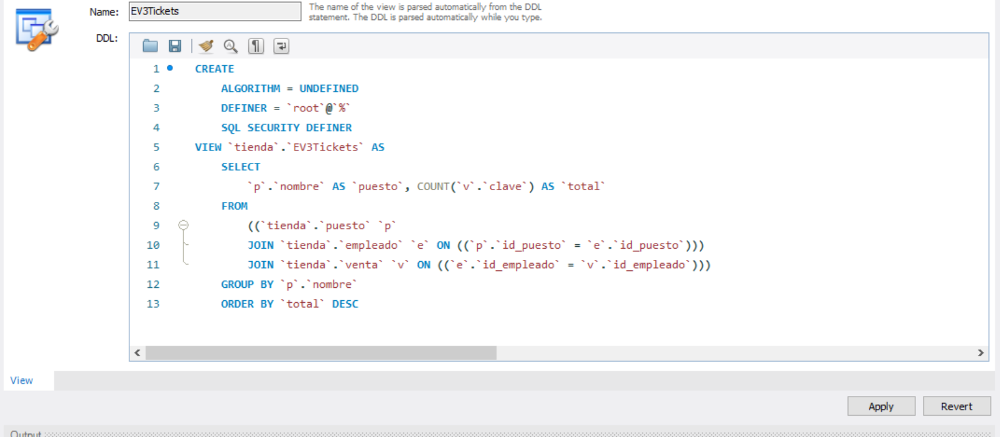 Name: EV3Tickets
The name of the view is parsed automatically from the DDL
statement. The DDL is parsed automatically while you type.
DDL:
1 CREATE
2 ALGORITHM = UNDEFINED
3 DEFINER = `root`@`%`
4 SQL SECURITY DEFINER
5 VIEW `tienda`.`EV3Tickets` AS
6 SELECT
7 `p`.`nombre` AS `puesto`, COUNT(`v`.`clave`) AS `total`
8 FROM
9 ((`tienda`.`puesto` `p`
10 JOIN `tienda`.`empleado` `e` ON ((`p`.`id_puesto` = `e`.`id_puesto`)))
11 JOIN `tienda`.`venta` `v` ON ((`e`.`id_empleado` = `v`.`id_empleado`)))
12 GROUP BY `p`.`nombre`
13 ORDER BY `total` DESC
View
Apply Revert
Output